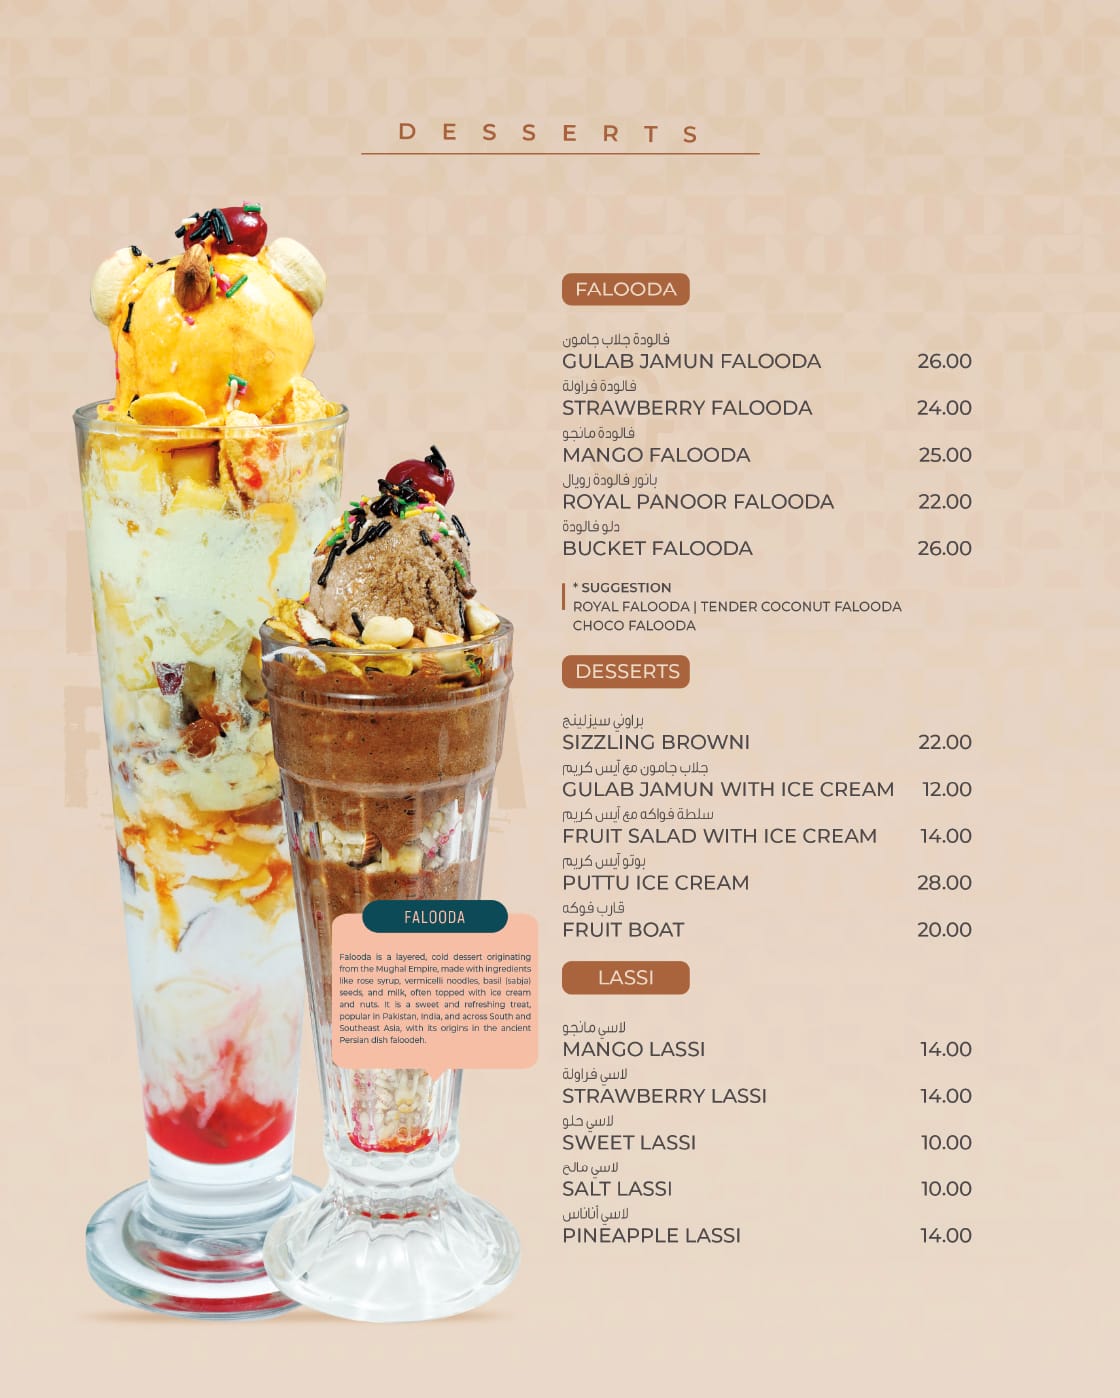 DESSERTS
FALOODA
فالودة جلاب جامون
GULAB JAMUN FALOODA 26.00
فالودة فراولة
STRAWBERRY FALOODA 24.00
فالودة مانجو
MANGO FALOODA 25.00
بانور فالودة رويال
ROYAL PANOOR FALOODA 22.00
دلو فالودة
BUCKET FALOODA 26.00
* SUGGESTION
ROYAL FALOODA | TENDER COCONUT FALOODA
CHOCO FALOODA
DESSERTS
براوني سيزلينج
SIZZLING BROWNI 22.00
جلاب جامون مع آيس كريم
GULAB JAMUN WITH ICE CREAM 12.00
سلطة فواكه مع آيس كريم
FRUIT SALAD WITH ICE CREAM 14.00
بوتو آيس كريم
PUTTU ICE CREAM 28.00
قارب فوكه
FRUIT BOAT 20.00
LASSI
لاسي مانجو
MANGO LASSI 14.00
لاسي فراولة
STRAWBERRY LASSI 14.00
لاسي حلو
SWEET LASSI 10.00
لاسي مالح
SALT LASSI 10.00
لاسي أناناس
PINEAPPLE LASSI 14.00
FALOODA
Falooda is a layered, cold dessert originating
from the Mughal Empire, made with ingredients
like rose syrup, vermicelli noodles, basil (sabja)
seeds, and milk, often topped with ice cream
and nuts. It is a sweet and refreshing treat,
popular in Pakistan, India, and across South and
Southeast Asia, with its origins in the ancient
Persian dish faloodeh.